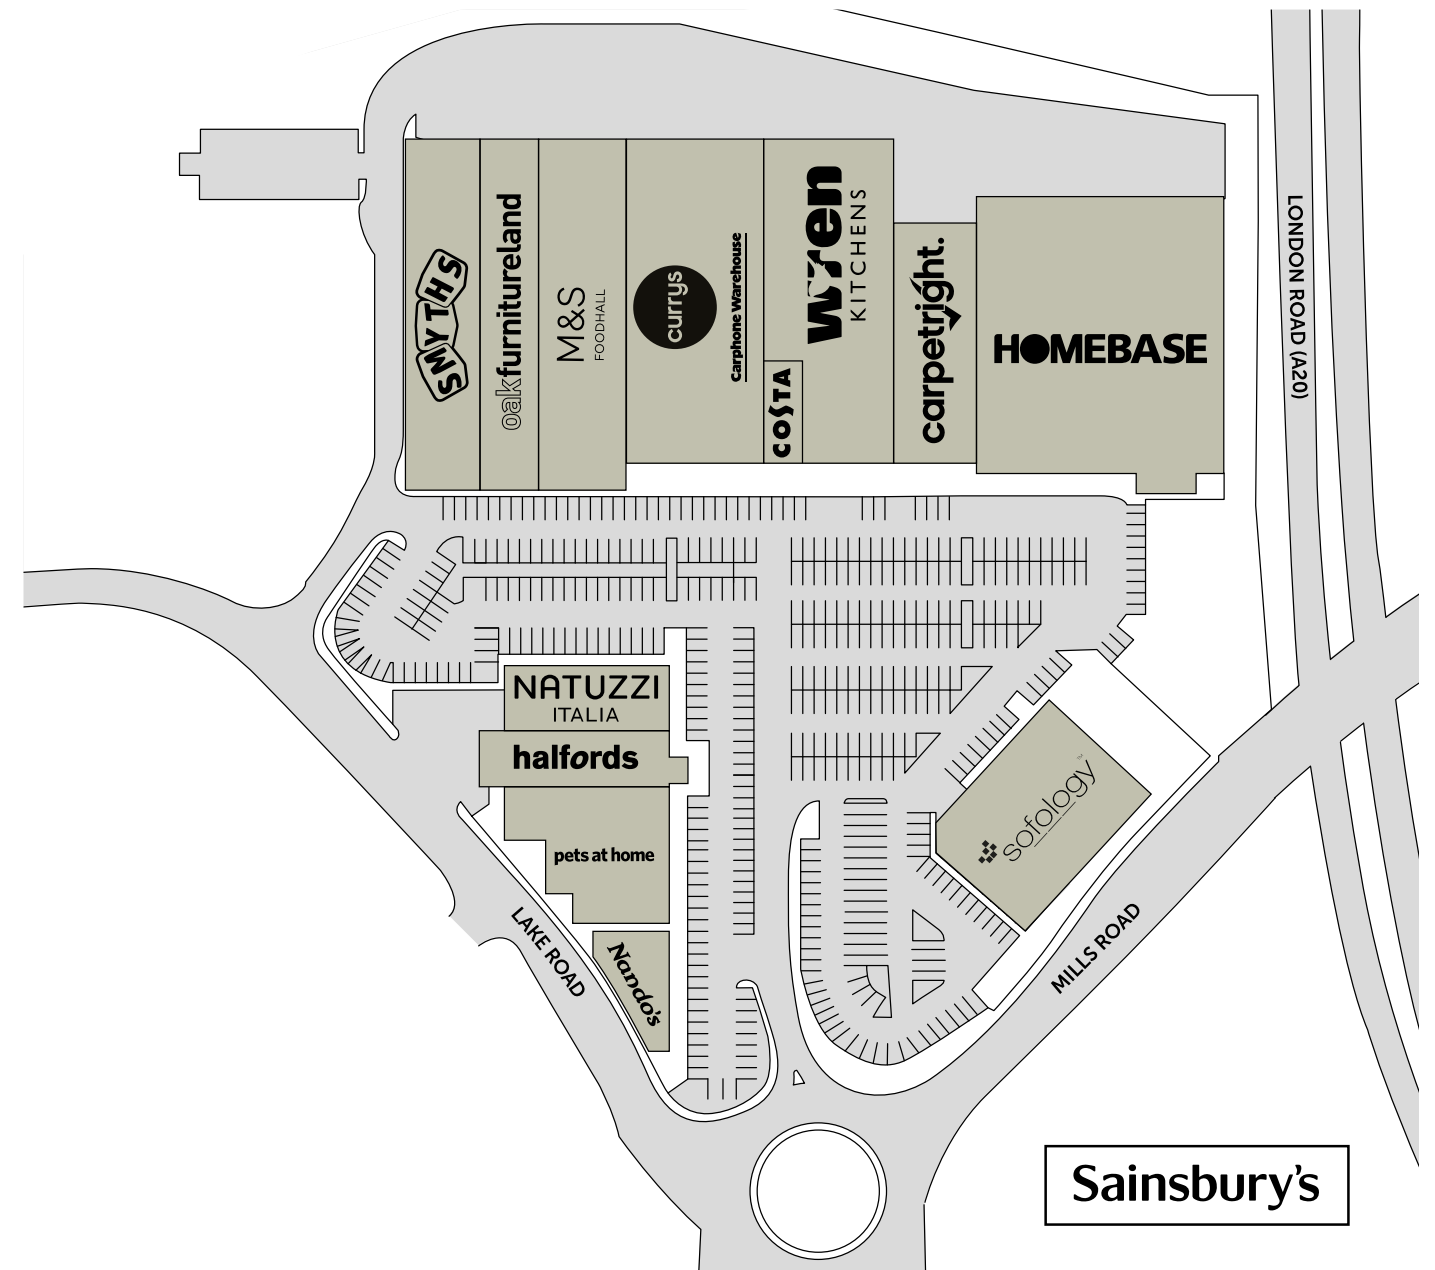 SMYTHS
oakfurnitureland
M&S
FOODHALL
currys
Carphone Warehouse
wren
KITCHENS
COSTA
carpetright.
HOMEBASE
LONDON ROAD (A20)
NATUZZI
ITALIA
halfords
pets at home
Nando's
sofology™
LAKE ROAD
MILLS ROAD
Sainsbury's